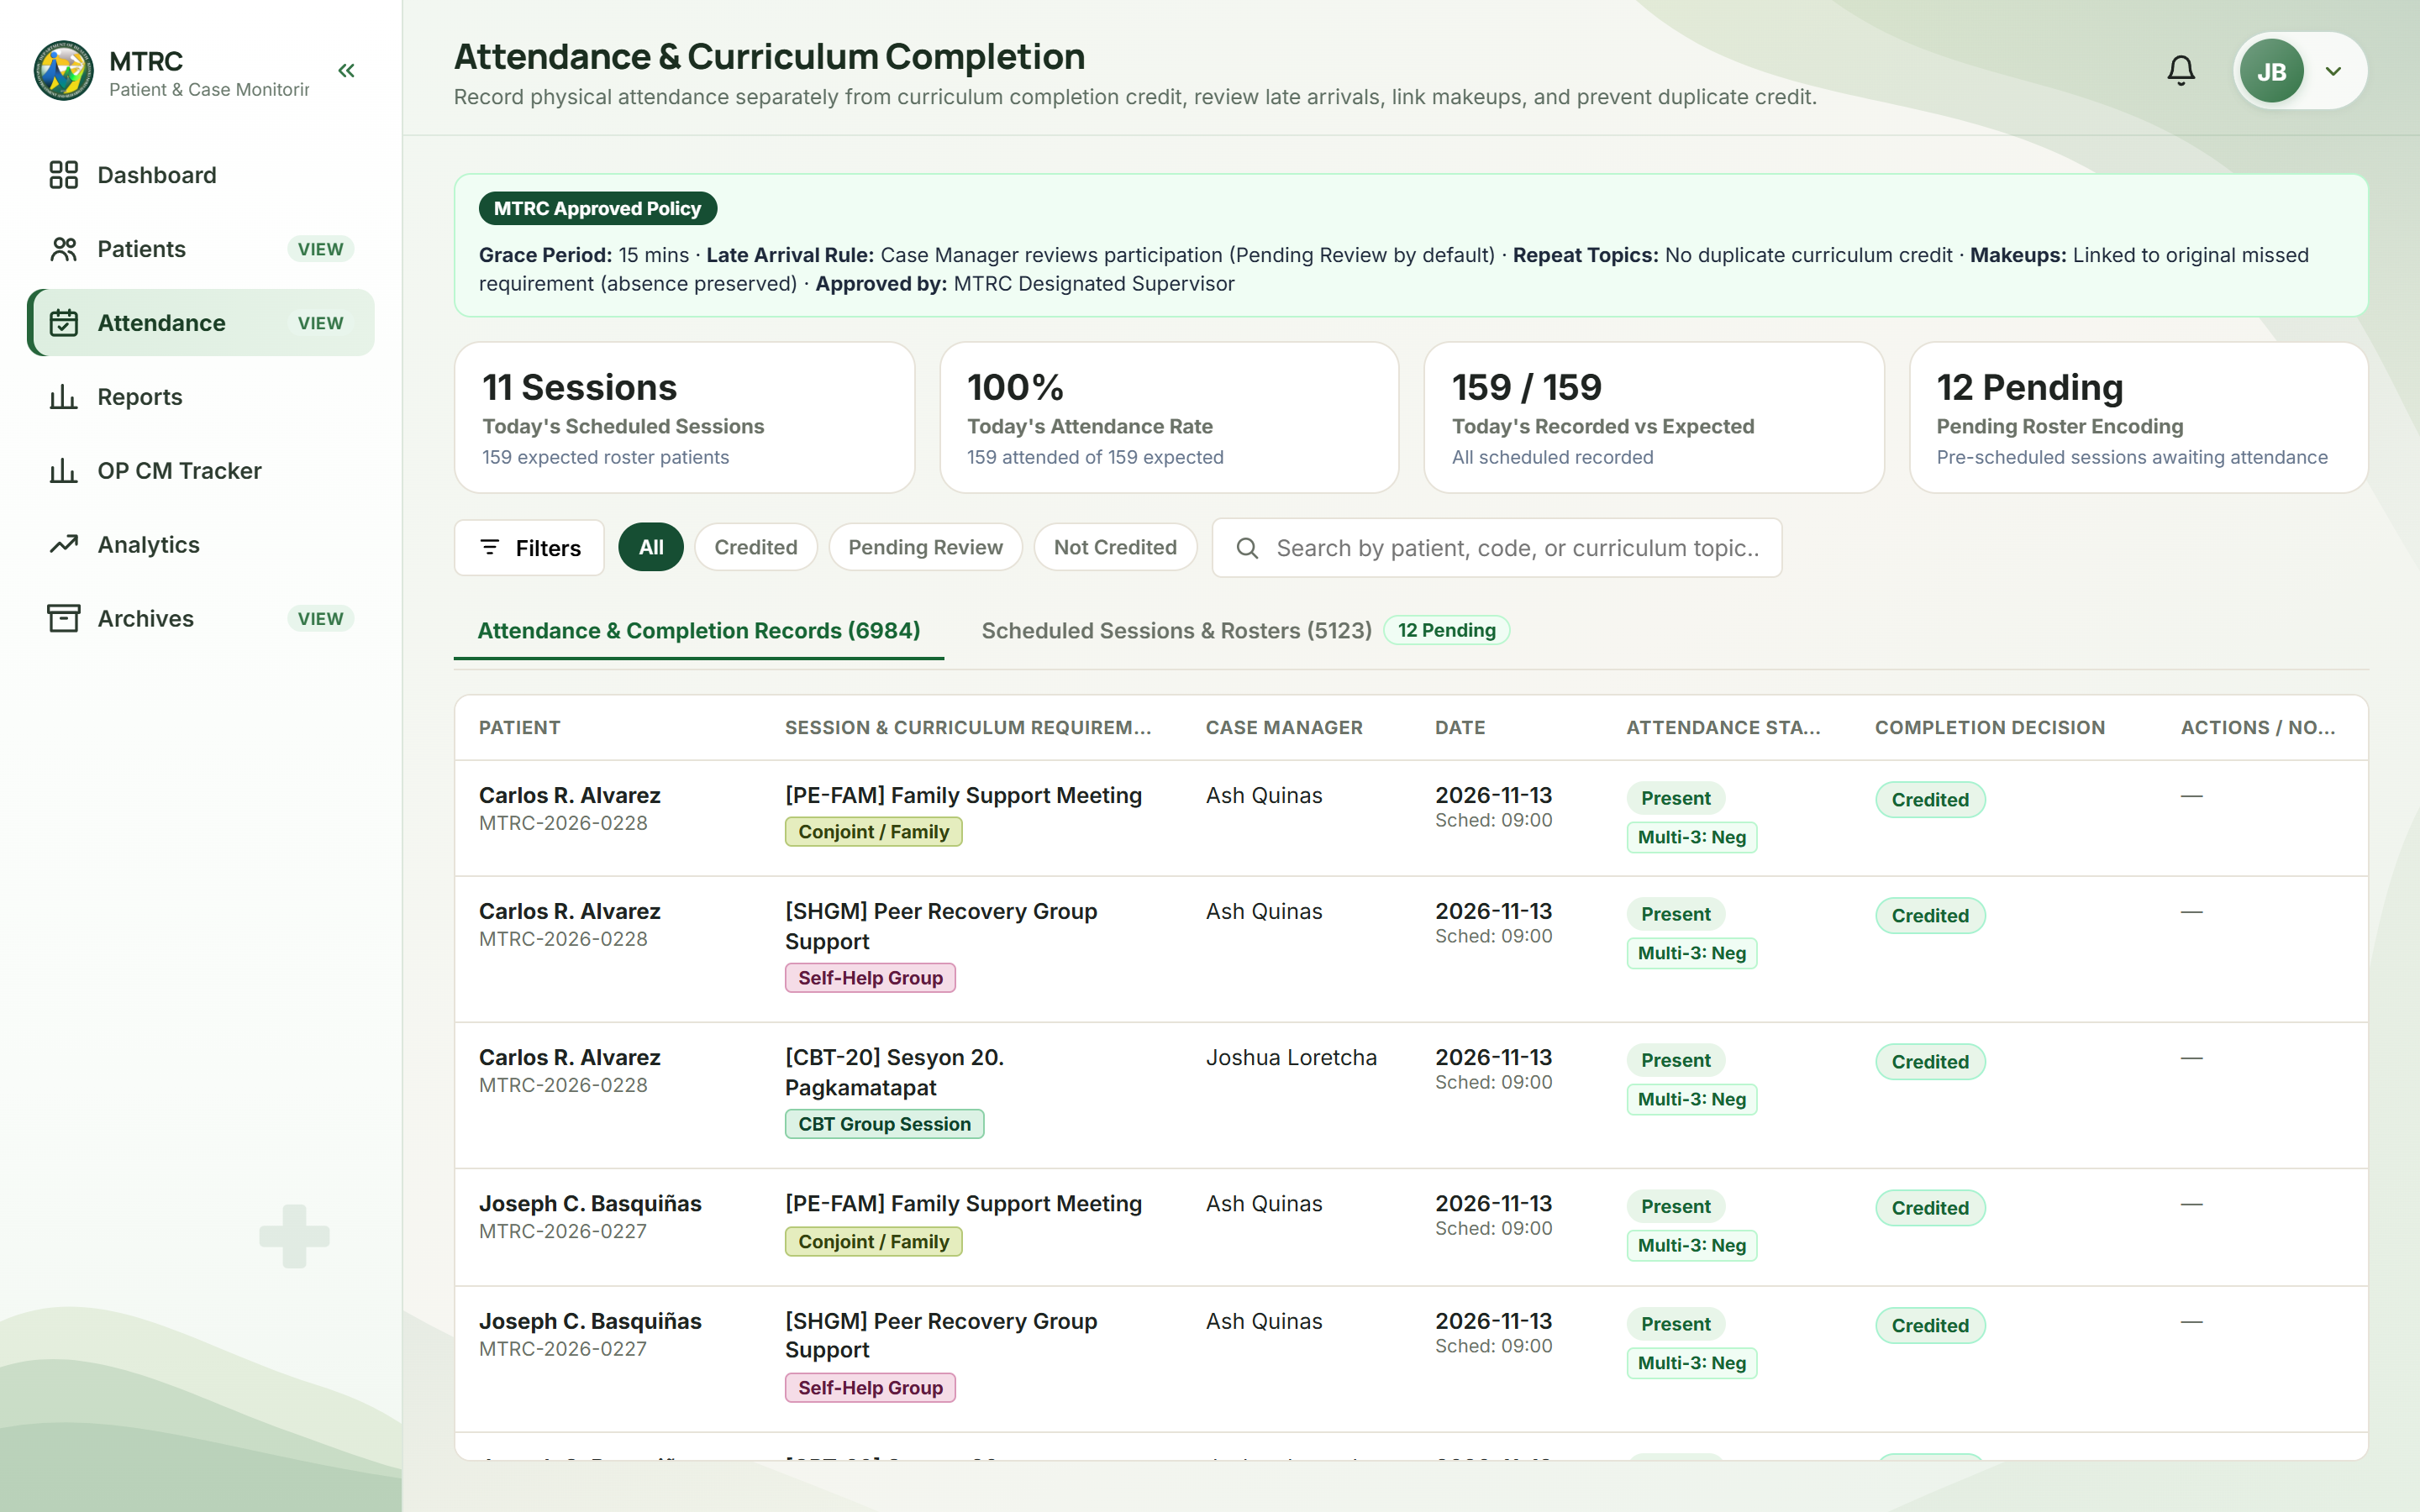 MTRC
Patient & Case Monitorir
Dashboard
Patients VIEW
Attendance VIEW
Reports
OP CM Tracker
Analytics
Archives VIEW
Attendance & Curriculum Completion
Record physical attendance separately from curriculum completion credit, review late arrivals, link makeups, and prevent duplicate credit.
JB
MTRC Approved Policy
Grace Period: 15 mins · Late Arrival Rule: Case Manager reviews participation (Pending Review by default) · Repeat Topics: No duplicate curriculum credit · Makeups: Linked to original missed
requirement (absence preserved) · Approved by: MTRC Designated Supervisor
11 Sessions
Today's Scheduled Sessions
159 expected roster patients
100%
Today's Attendance Rate
159 attended of 159 expected
159 / 159
Today's Recorded vs Expected
All scheduled recorded
12 Pending
Pending Roster Encoding
Pre-scheduled sessions awaiting attendance
Filters All Credited Pending Review Not Credited Search by patient, code, or curriculum topic..
Attendance & Completion Records (6984) Scheduled Sessions & Rosters (5123) 12 Pending
PATIENT SESSION & CURRICULUM REQUIREM... CASE MANAGER DATE ATTENDANCE STA... COMPLETION DECISION ACTIONS / NO...
Carlos R. Alvarez [PE-FAM] Family Support Meeting Ash Quinas 2026-11-13 Present Credited —
MTRC-2026-0228 Conjoint / Family Sched: 09:00 Multi-3: Neg
Carlos R. Alvarez [SHGM] Peer Recovery Group Ash Quinas 2026-11-13 Present Credited —
MTRC-2026-0228 Support Sched: 09:00 Multi-3: Neg
Self-Help Group
Carlos R. Alvarez [CBT-20] Sesyon 20. Joshua Loretcha 2026-11-13 Present Credited —
MTRC-2026-0228 Pagkamatapat Sched: 09:00 Multi-3: Neg
CBT Group Session
Joseph C. Basquiñas [PE-FAM] Family Support Meeting Ash Quinas 2026-11-13 Present Credited —
MTRC-2026-0227 Conjoint / Family Sched: 09:00 Multi-3: Neg
Joseph C. Basquiñas [SHGM] Peer Recovery Group Ash Quinas 2026-11-13 Present Credited —
MTRC-2026-0227 Support Sched: 09:00 Multi-3: Neg
Self-Help Group